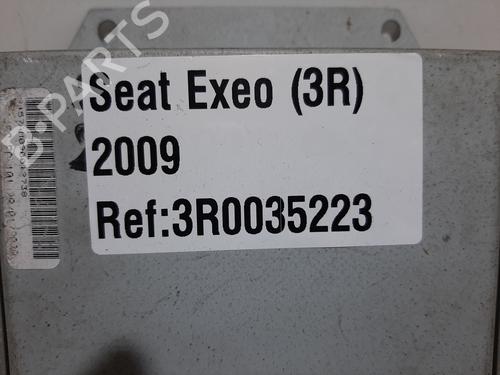 Seat Exeo (3R)
2009
Ref:3R0035223
B-PARTS